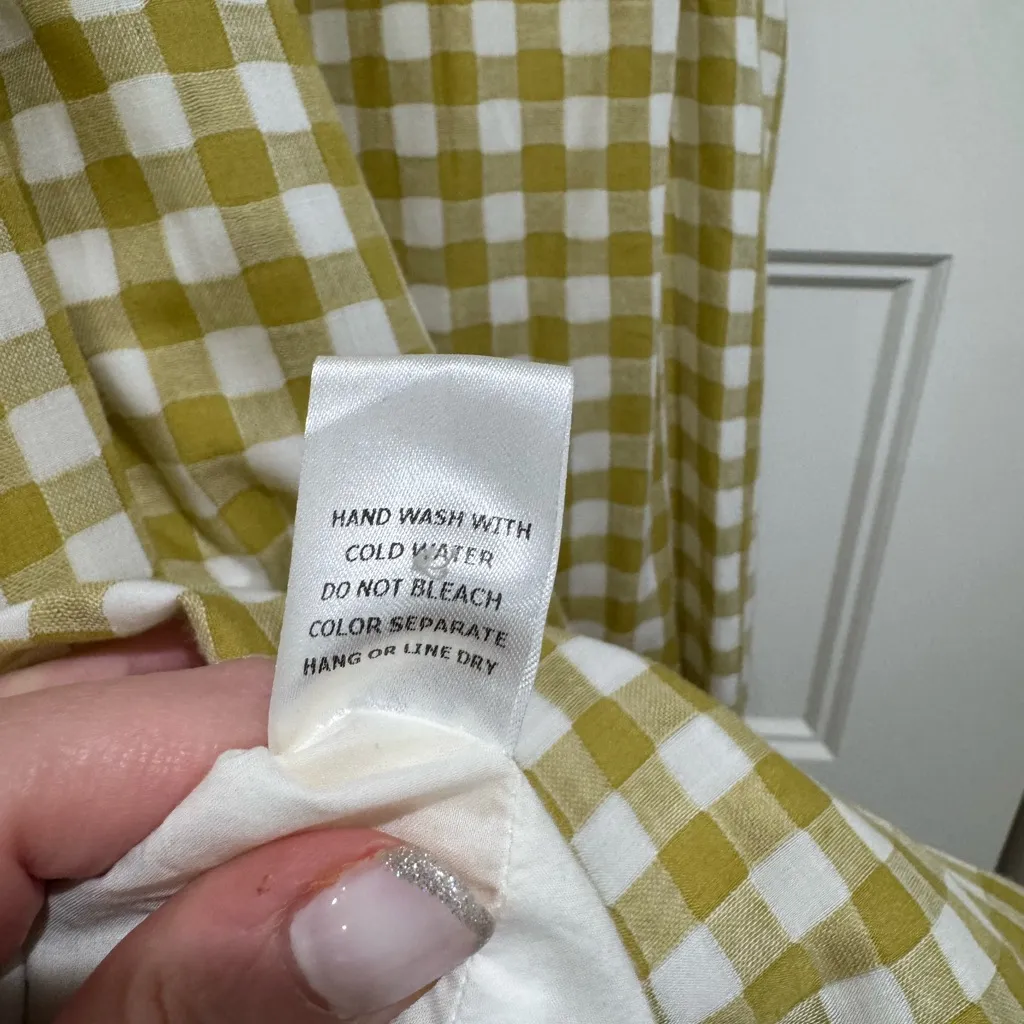 HAND WASH WITH
COLD WATER
DO NOT BLEACH
COLOR SEPARATE
HANG OR LINE DRY